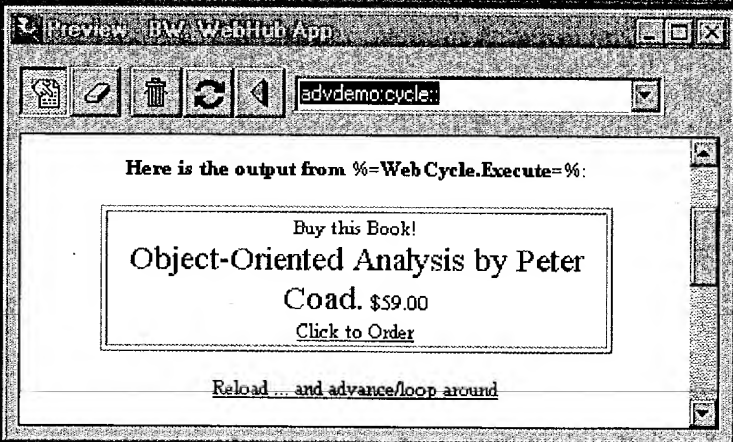 Preview - BW: WebHub App
advdemo:cycle::
Here is the output from %=WebCycle.Execute=%:
Buy this Book!
Object-Oriented Analysis by Peter
Coad. $59.00
Click to Order
Reload ... and advance/loop around